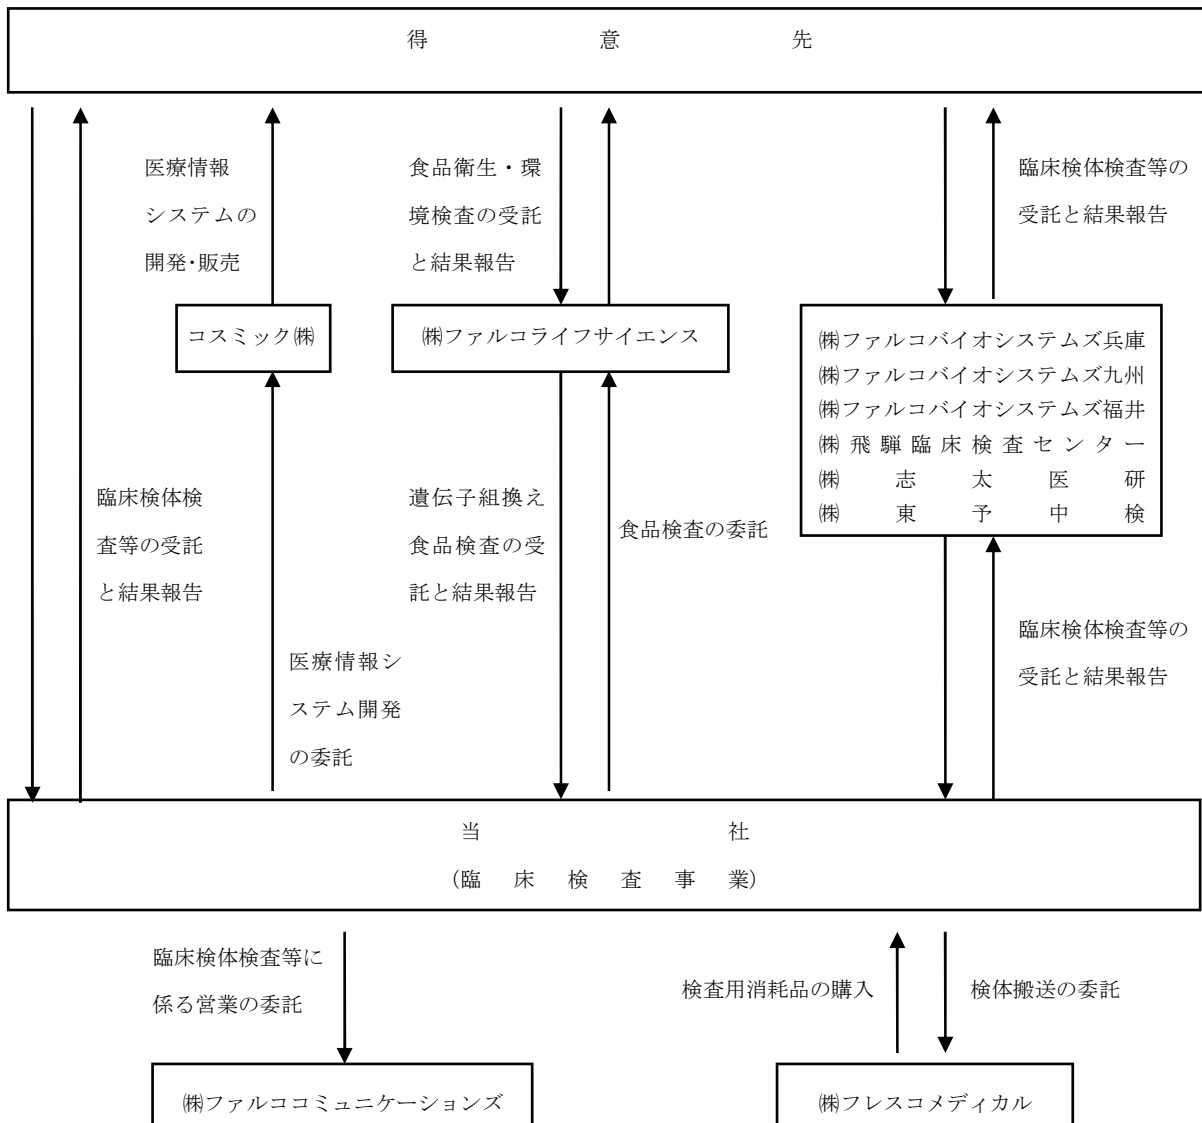 得意先
医療情報
システムの
開発・販売
食品衛生・環
境検査の受託
と結果報告
臨床検体検査等の
受託と結果報告
コスミック㈱
㈱ファルコライフサイエンス
㈱ファルコバイオシステムズ兵庫
㈱ファルコバイオシステムズ九州
㈱ファルコバイオシステムズ福井
㈱飛騨臨床検査センター
㈱志太医研
㈱東予中検
臨床検体検
査等の受託
と結果報告
遺伝子組換え
食品検査の受
託と結果報告
食品検査の委託
臨床検体検査等の
受託と結果報告
医療情報シ
ステム開発
の委託
当社
(臨床検査事業)
臨床検体検査等に
係る営業の委託
検査用消耗品の購入
検体搬送の委託
㈱ファルココミュニケーションズ
㈱フレスコメディカル